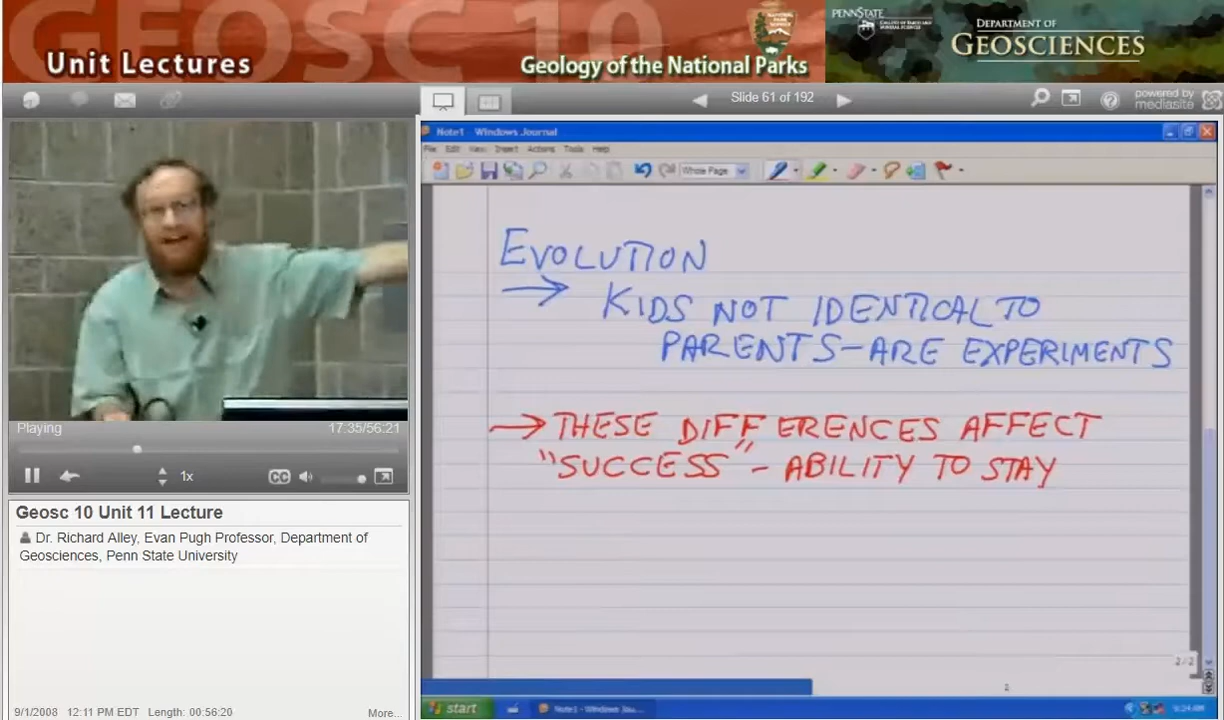 GEOSC 10
Unit Lectures
Geology of the National Parks
PENNSTATE
DEPARTMENT OF
GEOSCIENCES
Slide 61 of 192
powered by
mediasite
Note1 - Windows Journal
File Edit View Insert Actions Tools Help
Whole Page
EVOLUTION
→ KIDS NOT IDENTICAL TO
PARENTS-ARE EXPERIMENTS
→ THESE DIFFERENCES AFFECT
"SUCCESS" - ABILITY TO STAY
2/2
2
start
Note1 - Windows Jou...
Playing
17:35/56:21
1x
CC
Geosc 10 Unit 11 Lecture
Dr. Richard Alley, Evan Pugh Professor, Department of
Geosciences, Penn State University
9/1/2008 12:11 PM EDT Length: 00:56:20
More...